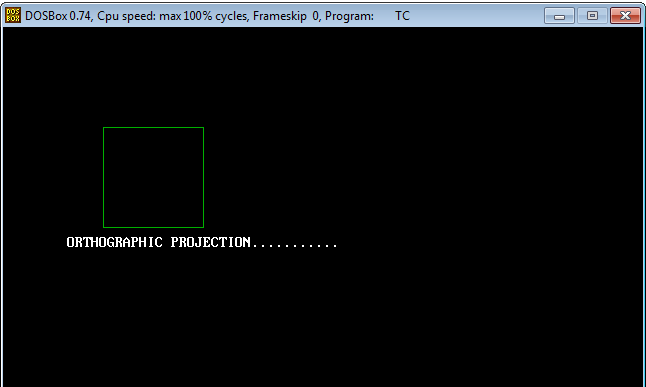 DOSBox 0.74, Cpu speed: max 100% cycles, Frameskip 0, Program: TC
ORTHOGRAPHIC PROJECTION...........